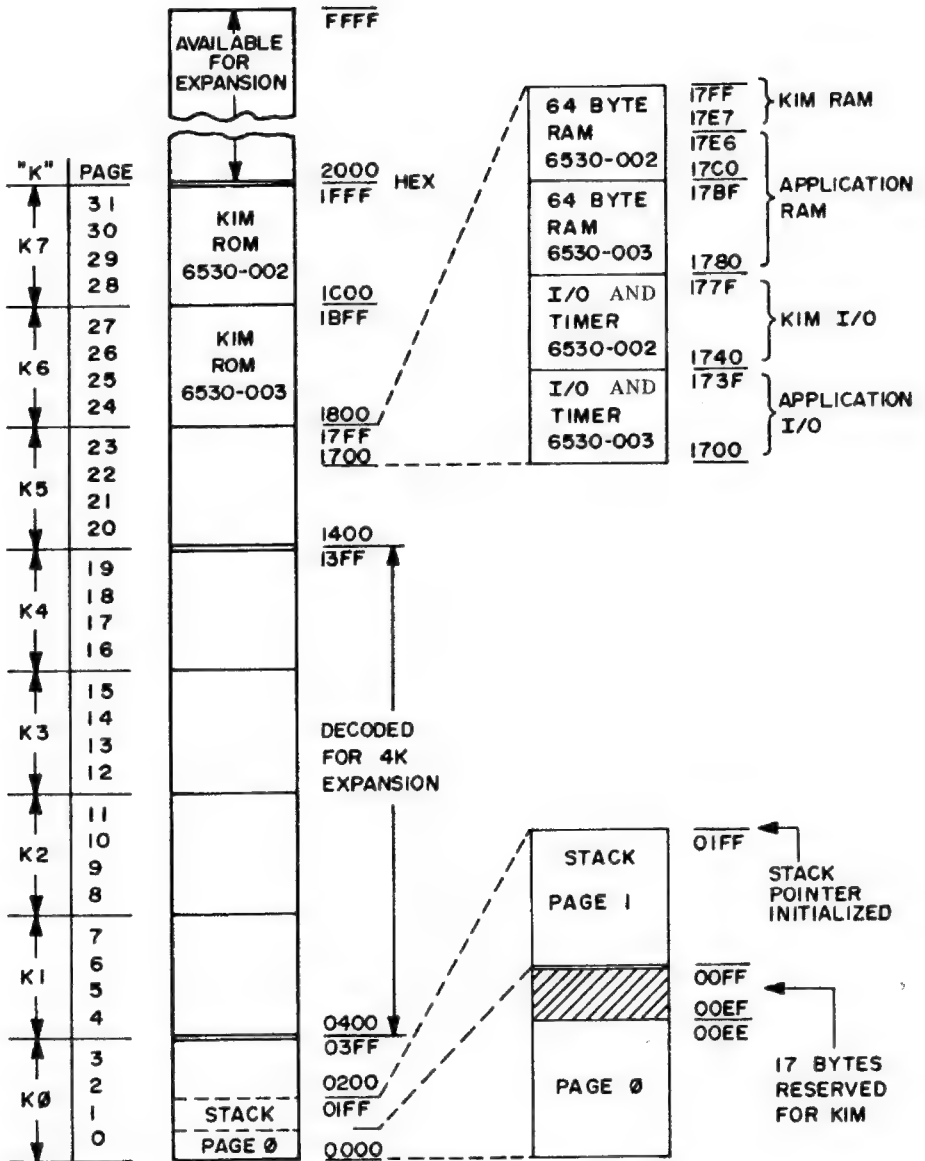 FFFF
AVAILABLE
FOR
EXPANSION
"K"
PAGE
2000
1FFF
HEX
K7
31
30
29
28
KIM
ROM
6530-002
1C00
1BFF
K6
27
26
25
24
KIM
ROM
6530-003
1800
17FF
1700
K5
23
22
21
20
1400
13FF
K4
19
18
17
16
K3
15
14
13
12
DECODED
FOR 4K
EXPANSION
K2
11
10
9
8
K1
7
6
5
4
0400
03FF
KØ
3
2
1
0
0200
01FF
STACK
PAGE Ø
0000
64 BYTE
RAM
6530-002
17FF
17E7
KIM RAM
64 BYTE
RAM
6530-003
17E6
17C0
17BF
1780
APPLICATION
RAM
I/O AND
TIMER
6530-002
177F
1740
KIM I/O
I/O AND
TIMER
6530-003
173F
1700
APPLICATION
I/O
STACK
PAGE 1
01FF
STACK
POINTER
INITIALIZED
00FF
00EF
00EE
PAGE Ø
17 BYTES
RESERVED
FOR KIM